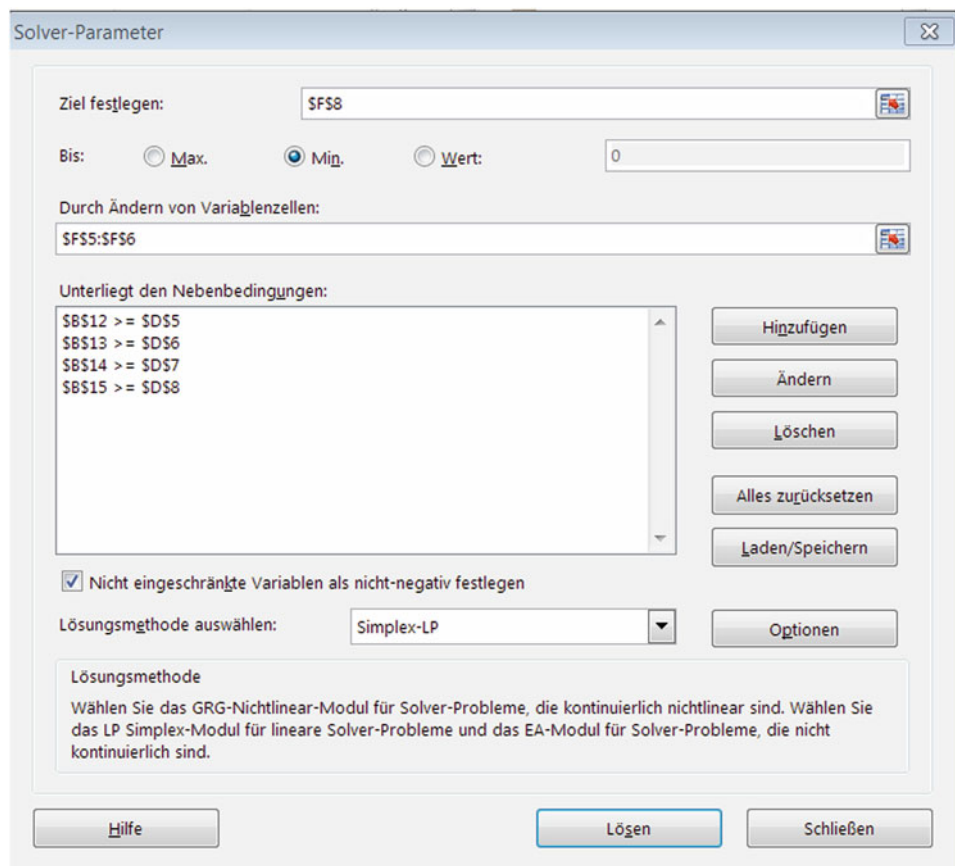 Solver-Parameter
Ziel festlegen: $F$8
Bis: Max. Min. Wert: 0
Durch Ändern von Variablenzellen:
$F$5:$F$6
Unterliegt den Nebenbedingungen:
$B$12 >= $D$5
$B$13 >= $D$6
$B$14 >= $D$7
$B$15 >= $D$8
Hinzufügen
Ändern
Löschen
Alles zurücksetzen
Laden/Speichern
Nicht eingeschränkte Variablen als nicht-negativ festlegen
Lösungsmethode auswählen: Simplex-LP Optionen
Lösungsmethode
Wählen Sie das GRG-Nichtlinear-Modul für Solver-Probleme, die kontinuierlich nichtlinear sind. Wählen Sie
das LP Simplex-Modul für lineare Solver-Probleme und das EA-Modul für Solver-Probleme, die nicht
kontinuierlich sind.
Hilfe Lösen Schließen